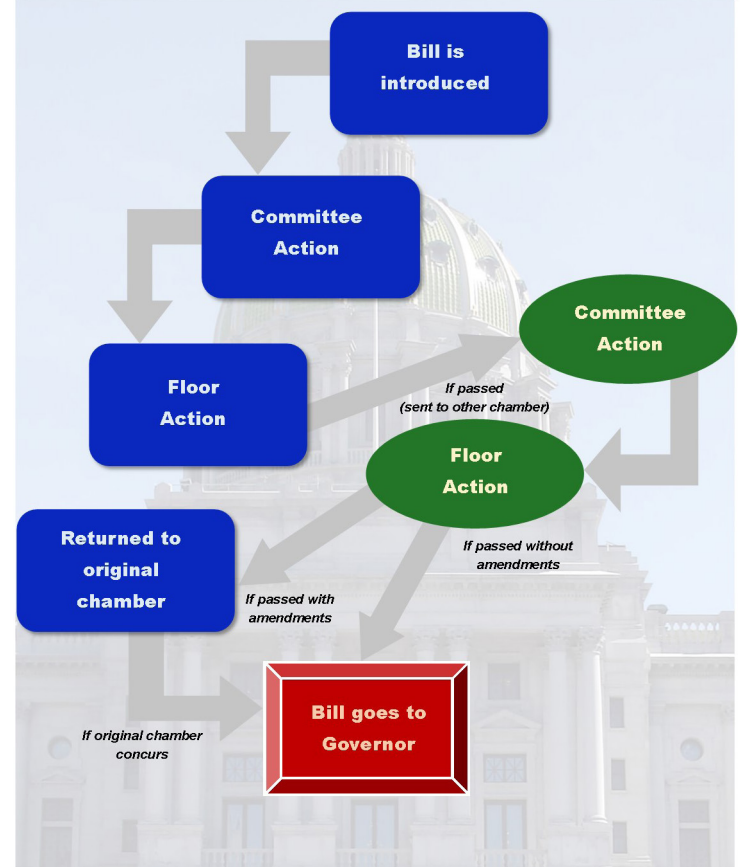 Bill is
introduced
Committee
Action
Committee
Action
Floor
Action
If passed
(sent to other chamber)
Floor
Action
Returned to
original
chamber
If passed without
amendments
If passed with
amendments
Bill goes to
Governor
If original chamber
concurs